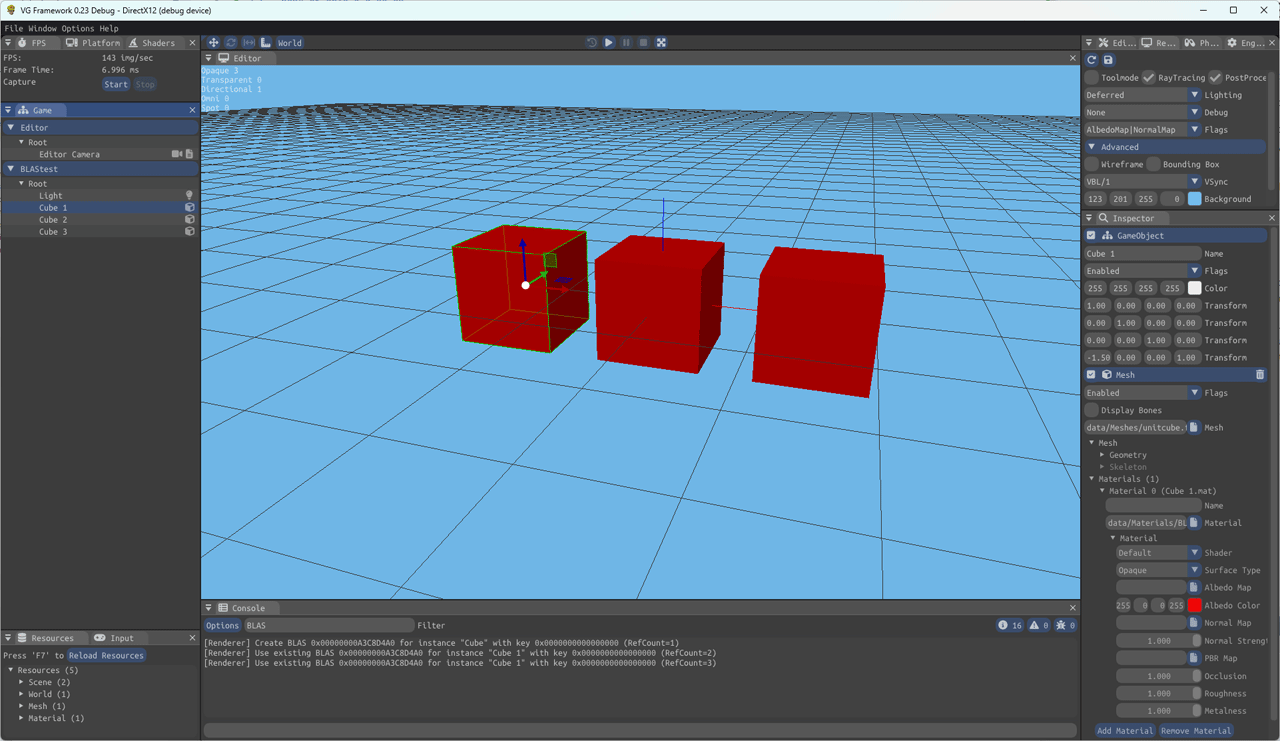 VG Framework 0.23 Debug - DirectX12 (debug device)
File Window Options Help
FPS Platform Shaders
FPS: 143 img/sec
Frame Time: 6.996 ms
Capture Start Stop
Game
Editor
Root
Editor Camera
BLAStest
Root
Light
Cube 1
Cube 2
Cube 3
Resources Input
Press 'F7' to Reload Resources
Resources (5)
Scene (2)
World (1)
Mesh (1)
Material (1)
World
Editor
Opaque 3
Transparent 0
Directional 1
Omni 0
Spot 0
Console
Options BLAS Filter 16 0 0
[Renderer] Create BLAS 0x00000000A3C8D4A0 for instance "Cube" with key 0x0000000000000000 (RefCount=1)
[Renderer] Use existing BLAS 0x00000000A3C8D4A0 for instance "Cube 1" with key 0x0000000000000000 (RefCount=2)
[Renderer] Use existing BLAS 0x00000000A3C8D4A0 for instance "Cube 1" with key 0x0000000000000000 (RefCount=3)
Edi... Re... Ph... Eng...
Toolmode RayTracing PostProce
Deferred Lighting
None Debug
AlbedoMap|NormalMap Flags
Advanced
Wireframe Bounding Box
VBL/1 VSync
123 201 255 0 Background
Inspector
GameObject
Cube 1 Name
Enabled Flags
255 255 255 255 Color
1.00 0.00 0.00 0.00 Transform
0.00 1.00 0.00 0.00 Transform
0.00 0.00 1.00 0.00 Transform
-1.50 0.00 0.00 1.00 Transform
Mesh
Enabled Flags
Display Bones
data/Meshes/unitcube. Mesh
Mesh
Geometry
Skeleton
Materials (1)
Material 0 (Cube 1.mat)
Name
data/Materials/BL Material
Material
Default Shader
Opaque Surface Type
Albedo Map
255 0 0 255 Albedo Color
Normal Map
1.000 Normal Strengt
PBR Map
1.000 Occlusion
1.000 Roughness
1.000 Metalness
Add Material Remove Material